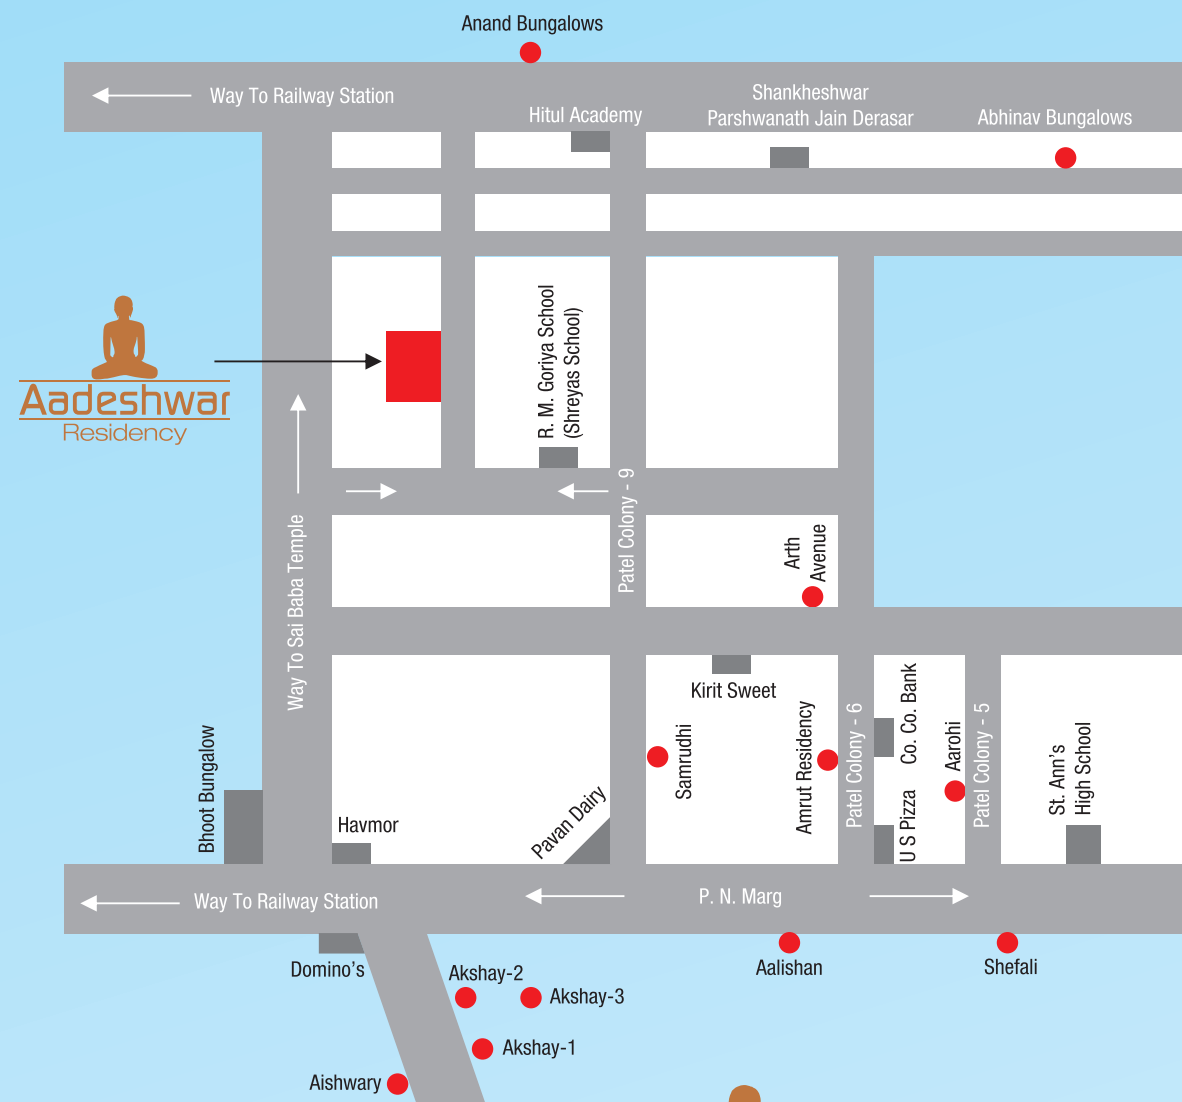 Anand Bungalows
Way To Railway Station
Hitul Academy
Shankheshwar
Parshwanath Jain Derasar
Abhinav Bungalows
Aadeshwar
Residency
R. M. Goriya School
(Shreyas School)
Patel Colony - 9
Way To Sai Baba Temple
Arth
Avenue
Kirit Sweet
Samrudhi
Amrut Residency
Patel Colony - 6
Co. Co. Bank
U S Pizza
Aarohi
Patel Colony - 5
St. Ann's
High School
Bhoot Bungalow
Havmor
Pavan Dairy
Way To Railway Station
P. N. Marg
Domino's
Akshay-2
Akshay-3
Akshay-1
Aishwary
Aalishan
Shefali